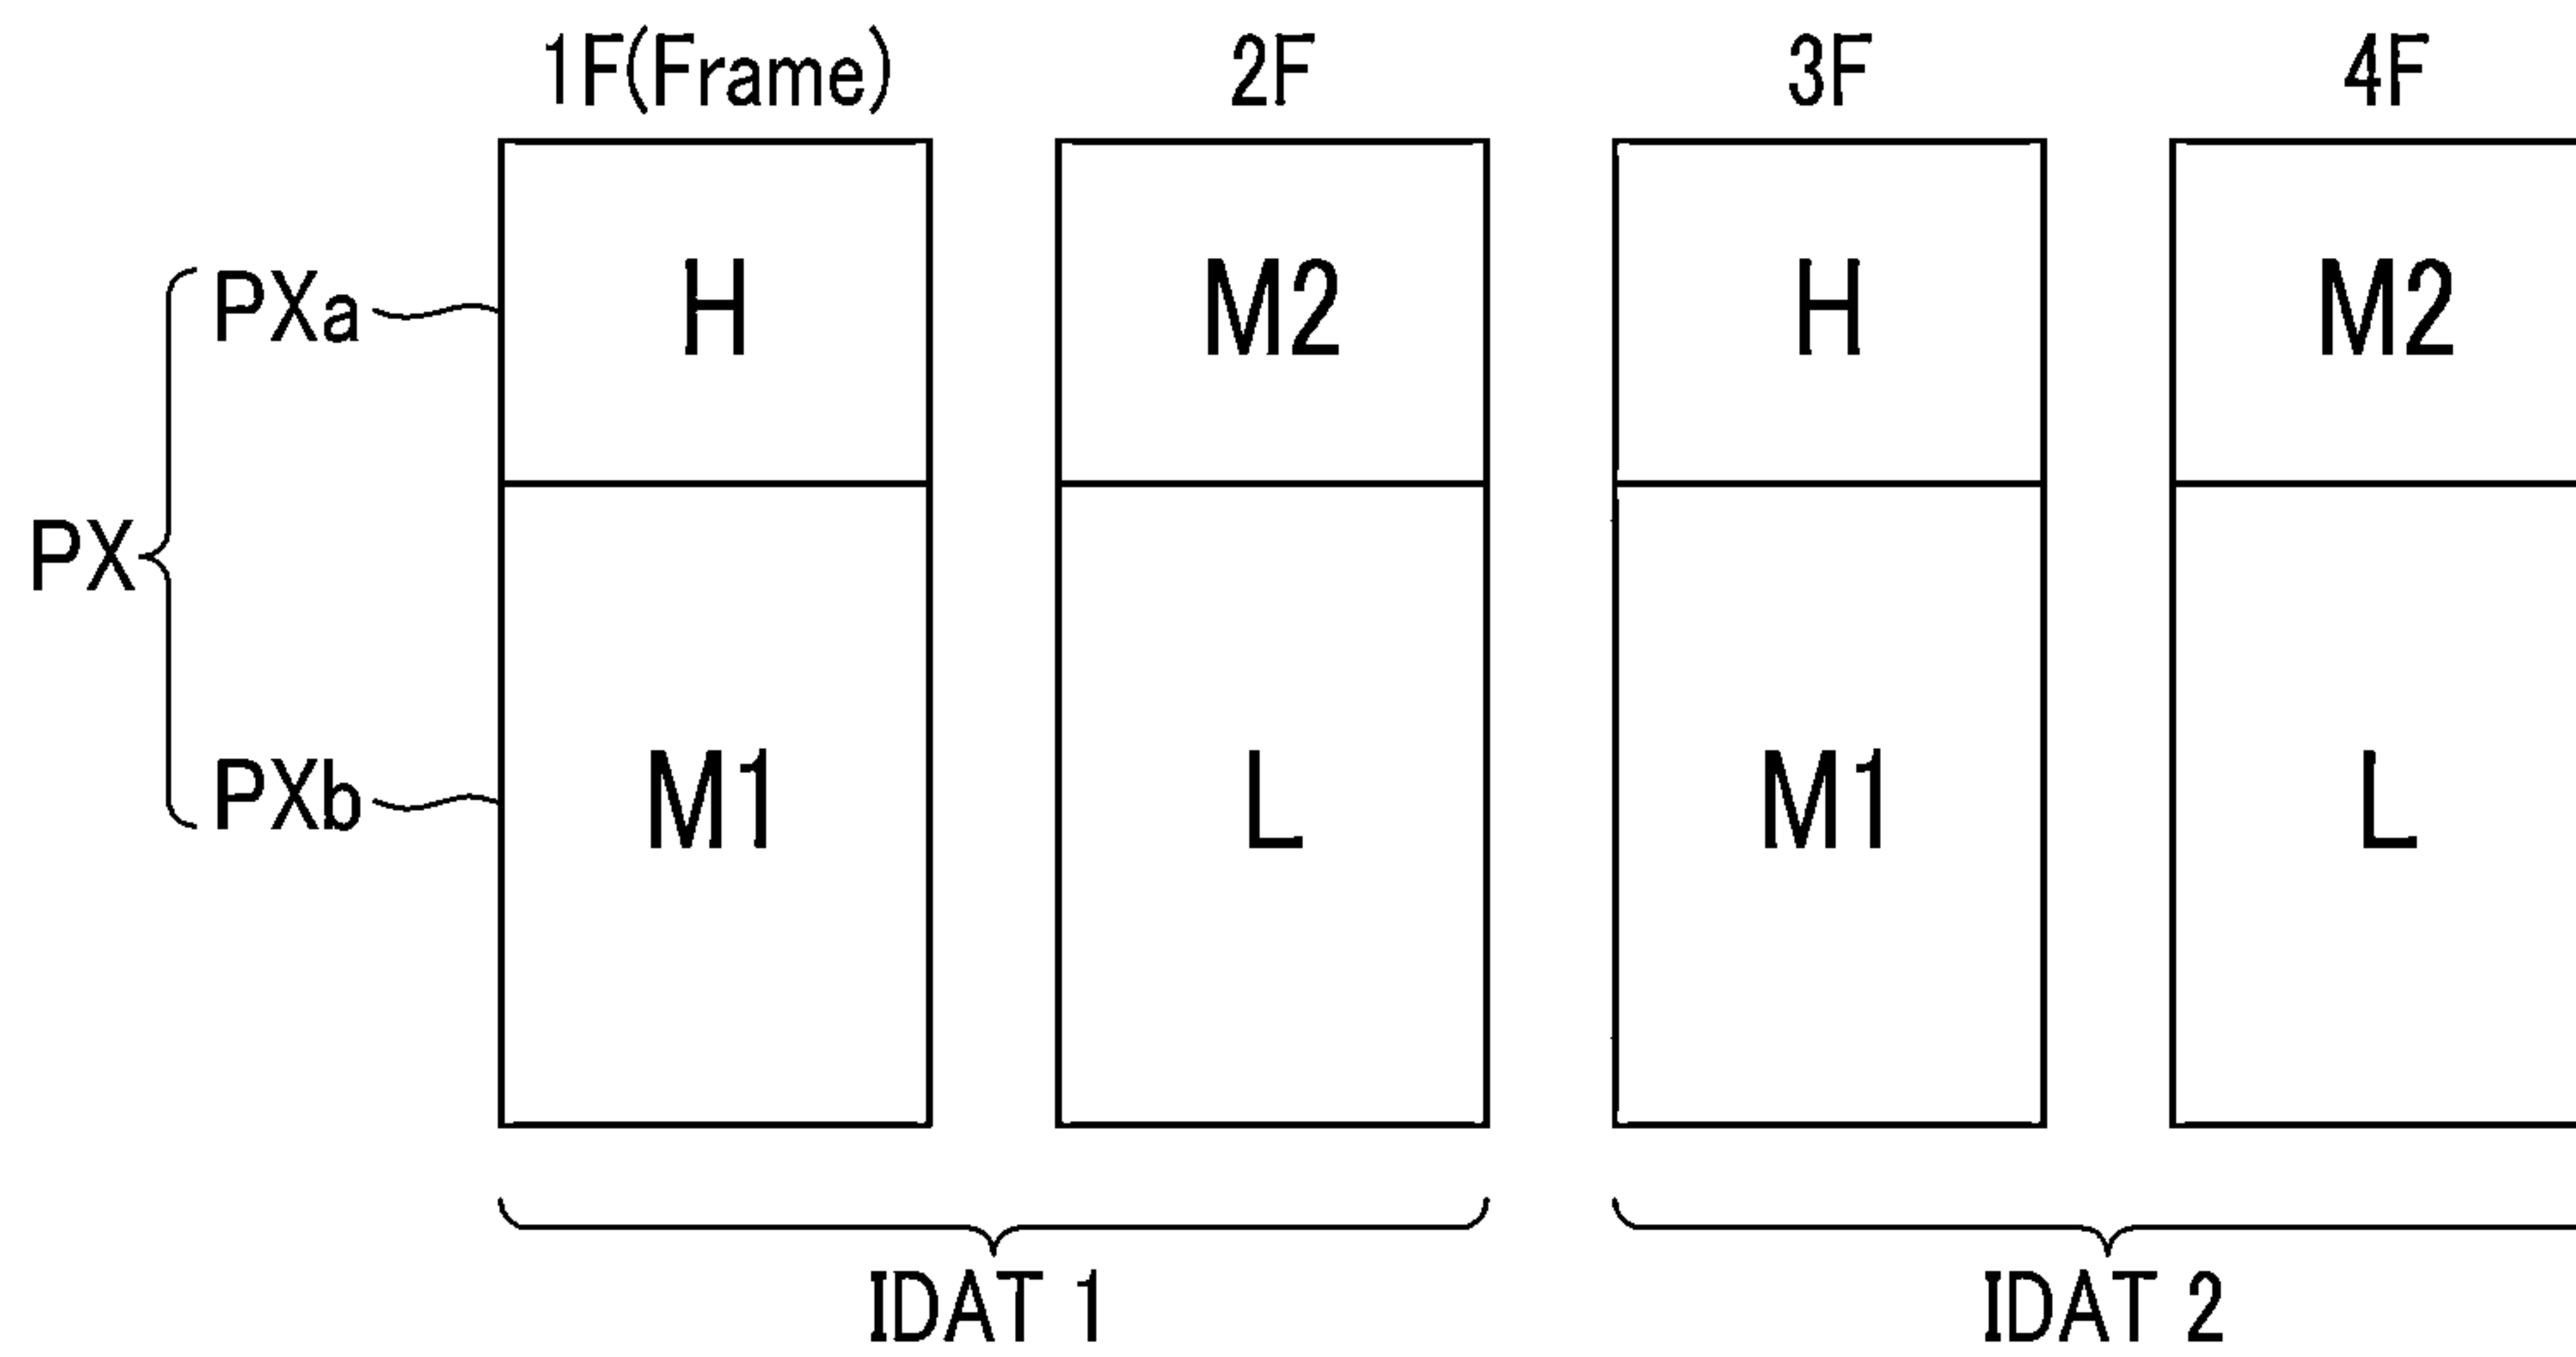 1F(Frame) 2F 3F 4F
PXa H M2 H M2
PX
PXb M1 L M1 L
IDAT 1 IDAT 2